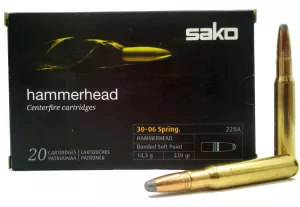 sako
hammerhead
Centerfire cartridges
30-06 Spring. 228A
HAMMERHEAD
Bonded Soft Point
14,3 g 220 gr
20 CARTRIDGES CARTOUCHES
PATRUUNAA PATRONER